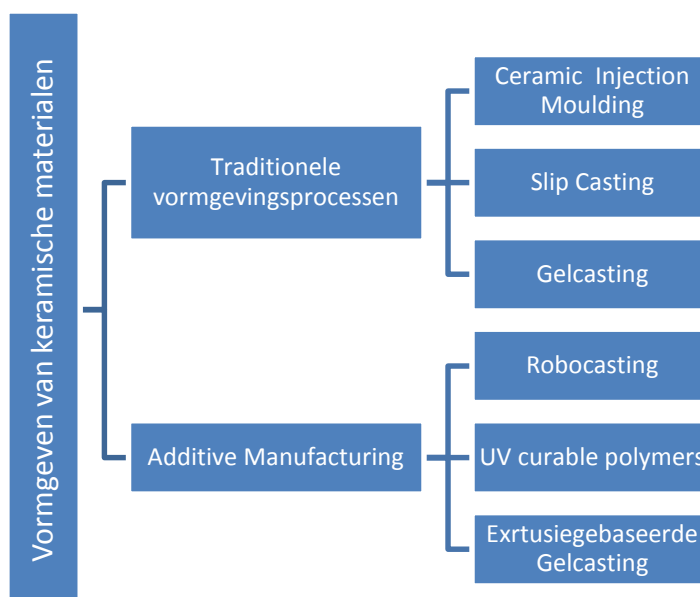 Vormgeven van keramische materialen
Traditionele
vormgevingsprocessen
Ceramic Injection
Moulding
Slip Casting
Gelcasting
Additive Manufacturing
Robocasting
UV curable polymers
Exrtusiegebaseerde
Gelcasting